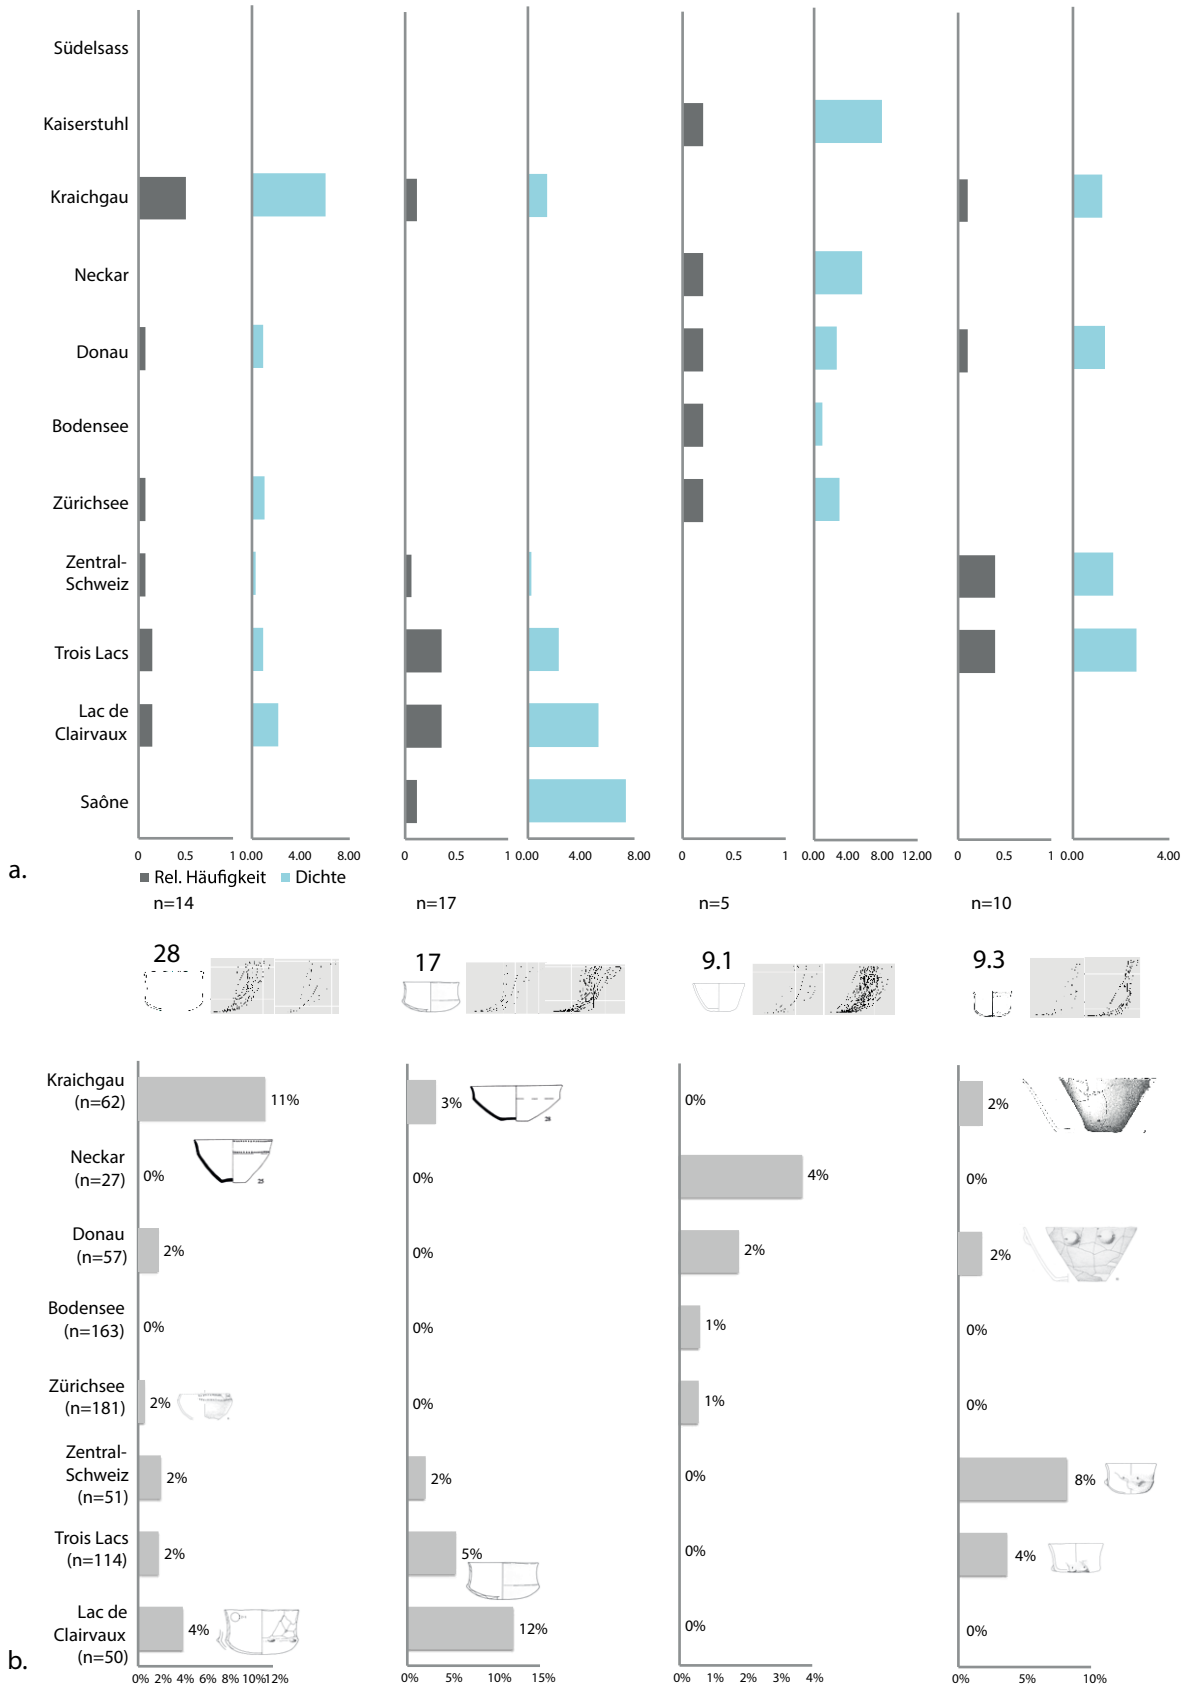 Südelsass
Kaiserstuhl
Kraichgau
Neckar
Donau
Bodensee
Zürichsee
Zentral-
Schweiz
Trois Lacs
Lac de
Clairvaux
Saône
0 0.5 1 0.00 4.00 8.00 0 0.5 1 0.00 4.00 8.00 0 0.5 1 0.00 4.00 8.00 12.00 0 0.5 1 0.00 4.00
a.
Rel. Häufigkeit Dichte
n=14 n=17 n=5 n=10
28 17 9.1 9.3
Kraichgau
(n=62) 11% 3% 0% 2%
28
Neckar
(n=27) 0% 0% 4% 0%
25
Donau
(n=57) 2% 0% 2% 2%
Bodensee
(n=163) 0% 0% 1% 0%
Zürichsee
(n=181) 2% 0% 1% 0%
Zentral-
Schweiz
(n=51) 2% 2% 0% 8%
Trois Lacs
(n=114) 2% 5% 0% 4%
Lac de
Clairvaux
(n=50) 4% 12% 0% 0%
b.
0% 2% 4% 6% 8% 10% 12% 0% 5% 10% 15% 0% 1% 2% 3% 4% 0% 5% 10%